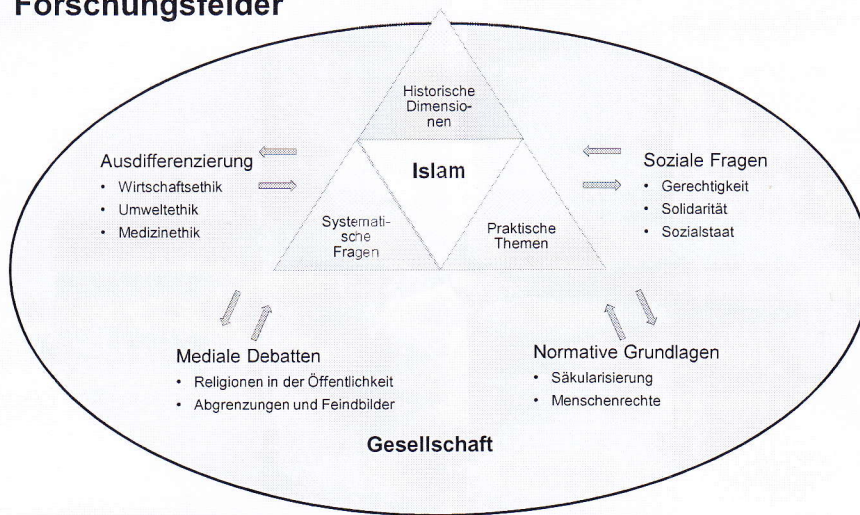 Forschungsfelder
Historische
Dimensio-
nen
Islam
Systemati-
sche
Fragen
Praktische
Themen
Ausdifferenzierung
• Wirtschaftsethik
• Umweltethik
• Medizinethik
Soziale Fragen
• Gerechtigkeit
• Solidarität
• Sozialstaat
Mediale Debatten
• Religionen in der Öffentlichkeit
• Abgrenzungen und Feindbilder
Normative Grundlagen
• Säkularisierung
• Menschenrechte
Gesellschaft